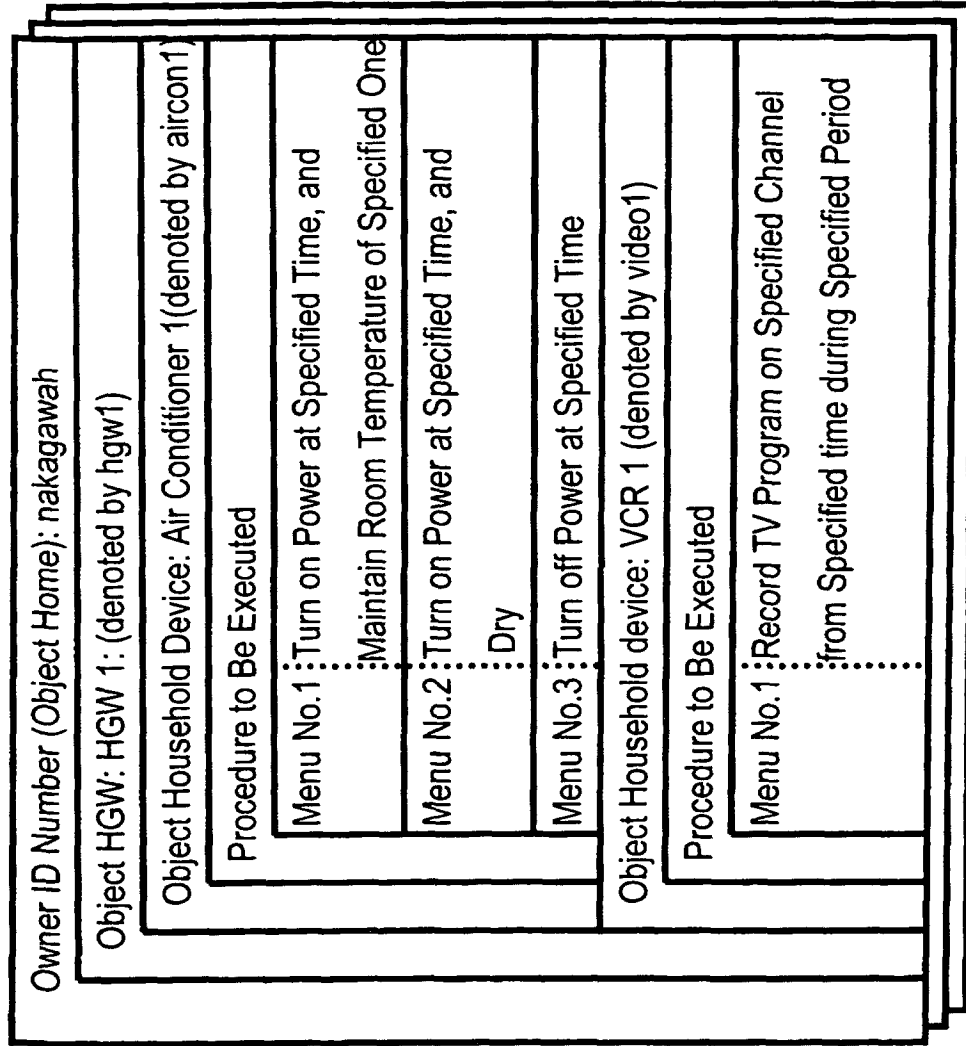 Owner ID Number (Object Home): nakagawah
Object HGW: HGW 1: (denoted by hgw1)
Object Household Device: Air Conditioner 1(denoted by aircon1)
Procedure to Be Executed
Menu No.1 Turn on Power at Specified Time, and
Maintain Room Temperature of Specified One
Menu No.2 Turn on Power at Specified Time, and
Dry
Menu No.3 Turn off Power at Specified Time
Object Household device: VCR 1 (denoted by video1)
Procedure to Be Executed
Menu No.1 Record TV Program on Specified Channel
from Specified time during Specified Period